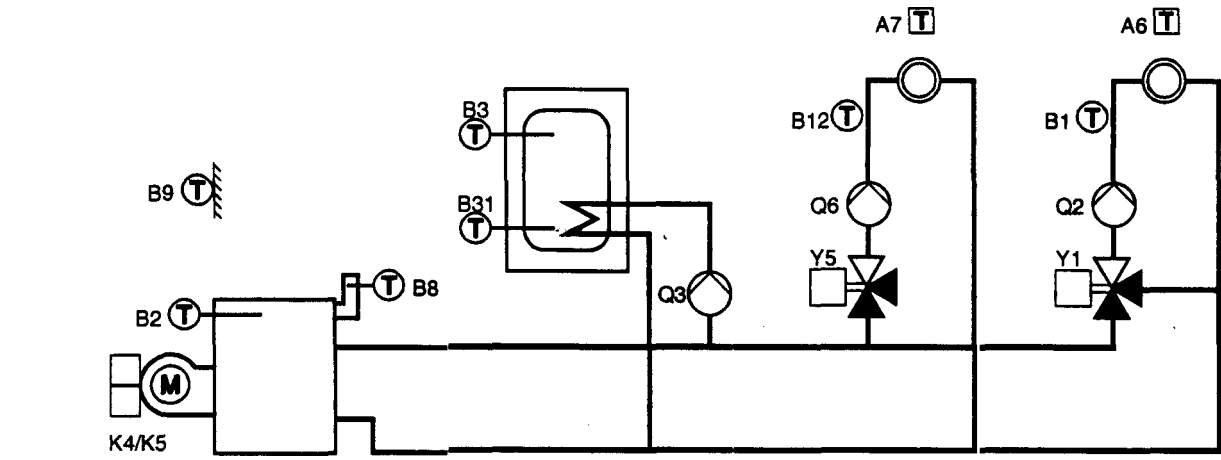 A7 T
A6 T
B3
T
B12 T
B1 T
B9 T
B31
T
Q6
Q2
Y5
Y1
T B8
Q3
B2 T
M
K4/K5